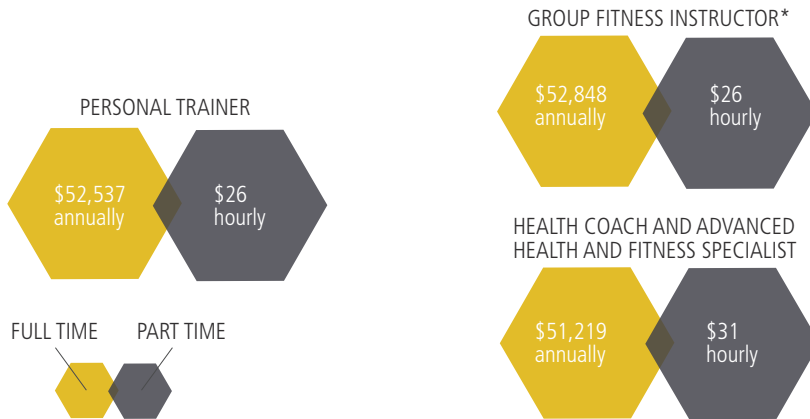 GROUP FITNESS INSTRUCTOR*
$52,848
annually
$26
hourly
PERSONAL TRAINER
$52,537
annually
$26
hourly
HEALTH COACH AND ADVANCED
HEALTH AND FITNESS SPECIALIST
$51,219
annually
$31
hourly
FULL TIME
PART TIME